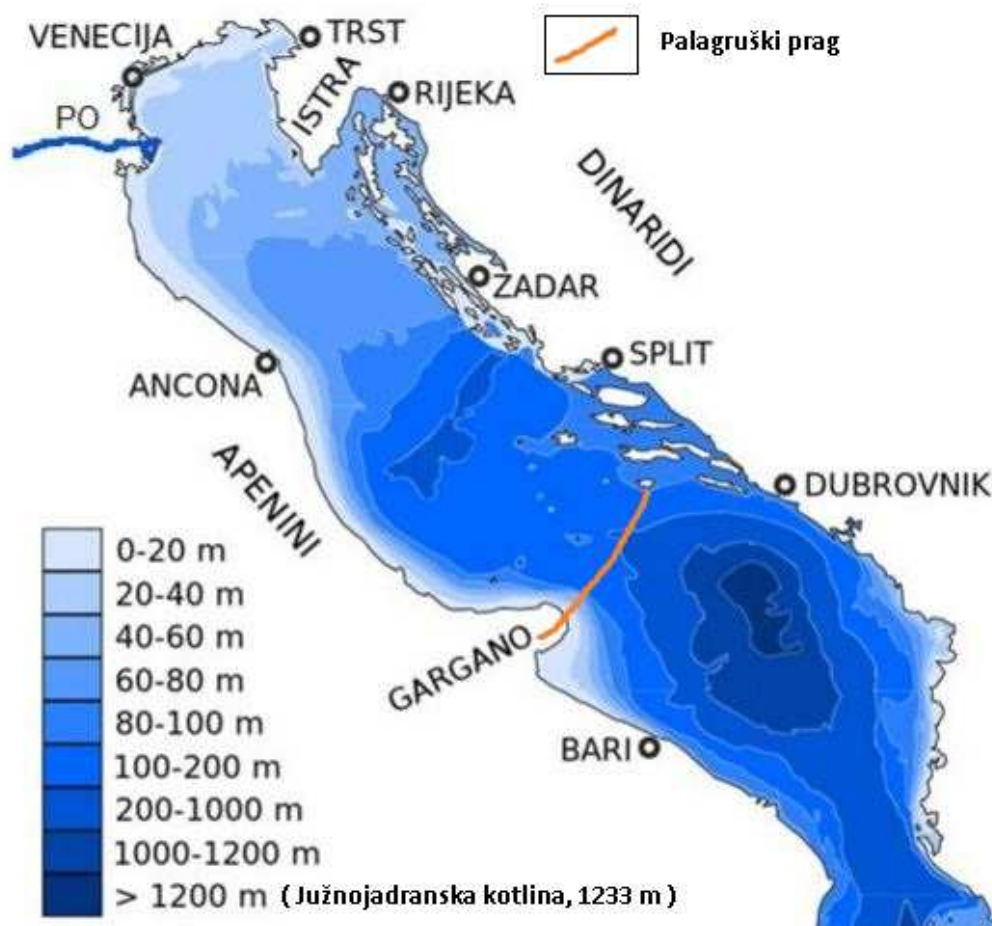 VENECIJA
TRST
Palagruški prag
ISTRA
RIJEKA
PO
DINARIDI
ZADAR
SPLIT
ANCONA
APENINI
DUBROVNIK
GARGANO
BARI
0-20 m
20-40 m
40-60 m
60-80 m
80-100 m
100-200 m
200-1000 m
1000-1200 m
> 1200 m ( Južnojadranska kotlina, 1233 m )